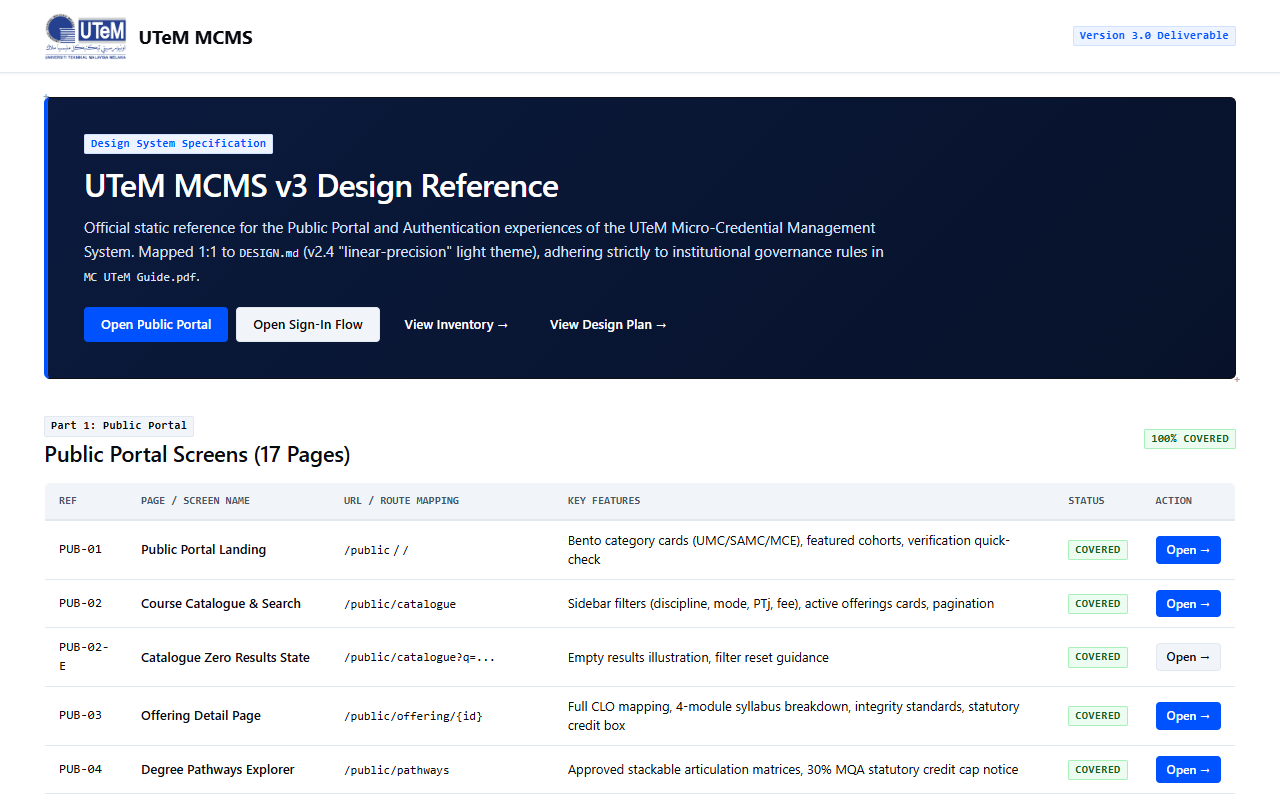 UTeM
UNIVERSITI TEKNIKAL MALAYSIA MELAKA
UTeM MCMS
Version 3.0 Deliverable
Design System Specification
UTeM MCMS v3 Design Reference
Official static reference for the Public Portal and Authentication experiences of the UTeM Micro-Credential Management
System. Mapped 1:1 to DESIGN.md (v2.4 "linear-precision" light theme), adhering strictly to institutional governance rules in
MC UTeM Guide.pdf.
Open Public Portal
Open Sign-In Flow
View Inventory →
View Design Plan →
Part 1: Public Portal
Public Portal Screens (17 Pages)
100% COVERED
REF PAGE / SCREEN NAME URL / ROUTE MAPPING KEY FEATURES STATUS ACTION
PUB-01 Public Portal Landing /public / / Bento category cards (UMC/SAMC/MCE), featured cohorts, verification quick-
check COVERED Open →
PUB-02 Course Catalogue & Search /public/catalogue Sidebar filters (discipline, mode, PTj, fee), active offerings cards, pagination COVERED Open →
PUB-02-
E Catalogue Zero Results State /public/catalogue?q=... Empty results illustration, filter reset guidance COVERED Open →
PUB-03 Offering Detail Page /public/offering/{id} Full CLO mapping, 4-module syllabus breakdown, integrity standards, statutory
credit box COVERED Open →
PUB-04 Degree Pathways Explorer /public/pathways Approved stackable articulation matrices, 30% MQA statutory credit cap notice COVERED Open →